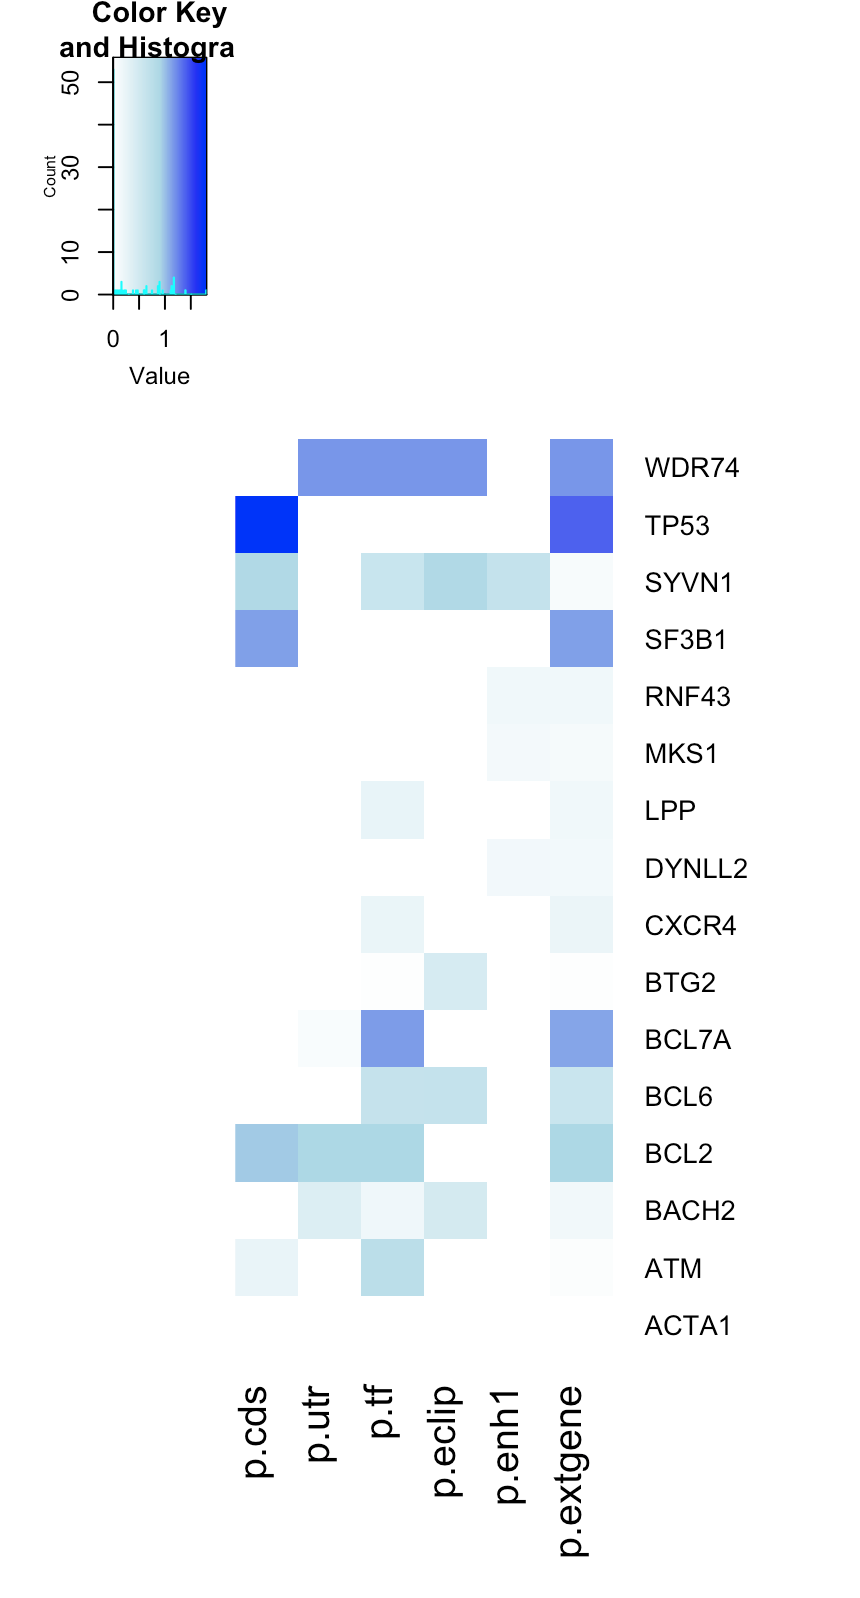 Color Key
and Histogra
Count
50
30
10
0
0 1
Value
WDR74
TP53
SYVN1
SF3B1
RNF43
MKS1
LPP
DYNLL2
CXCR4
BTG2
BCL7A
BCL6
BCL2
BACH2
ATM
ACTA1
p.cds
p.utr
p.tf
p.eclip
p.enh1
p.extgene